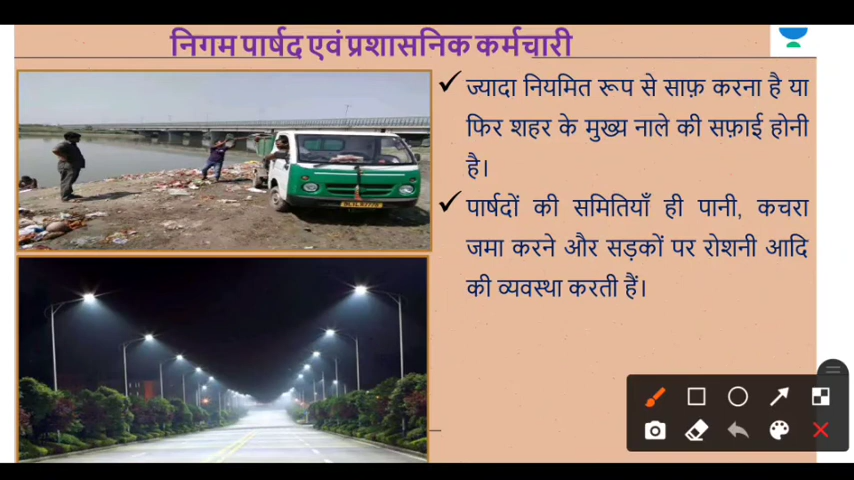 निगम पार्षद एवं प्रशासनिक कर्मचारी
✓ ज्यादा नियमित रूप से साफ़ करना है या
फिर शहर के मुख्य नाले की सफ़ाई होनी
है।
✓ पार्षदों की समितियाँ ही पानी, कचरा
जमा करने और सड़कों पर रोशनी आदि
की व्यवस्था करती हैं।